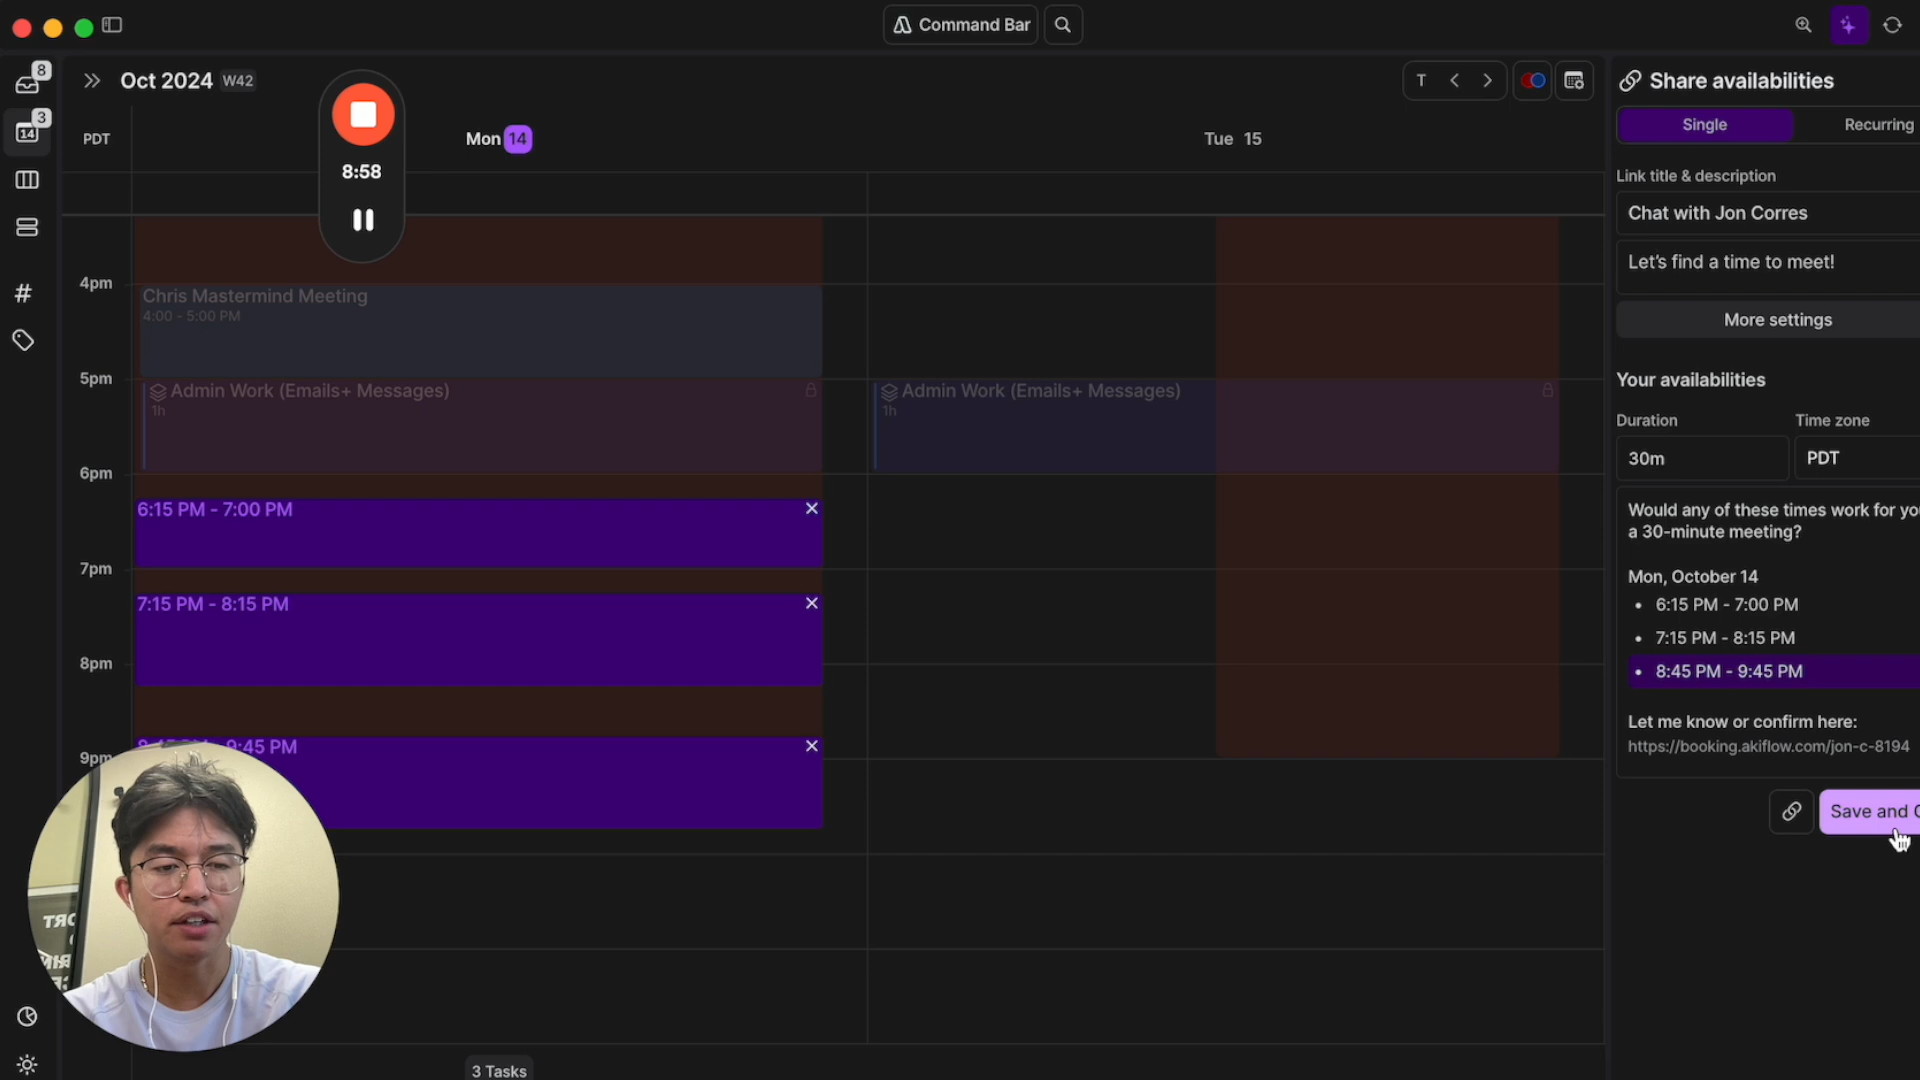 Command Bar
8
Oct 2024 W42
T
Share availabilities
3
14
8:58
PDT
Mon 14
Tue 15
Single
Recurring
Link title & description
Chat with Jon Corres
Let's find a time to meet!
More settings
4pm
Chris Mastermind Meeting
4:00 - 5:00 PM
5pm
Admin Work (Emails+ Messages)
1h
Admin Work (Emails+ Messages)
1h
Your availabilities
Duration
Time zone
30m
PDT
6pm
6:15 PM - 7:00 PM
7pm
7:15 PM - 8:15 PM
8pm
9:45 PM
9pm
Would any of these times work for you
a 30-minute meeting?
Mon, October 14
• 6:15 PM - 7:00 PM
• 7:15 PM - 8:15 PM
• 8:45 PM - 9:45 PM
Let me know or confirm here:
https://booking.akiflow.com/jon-c-8194
Save and
3 Tasks